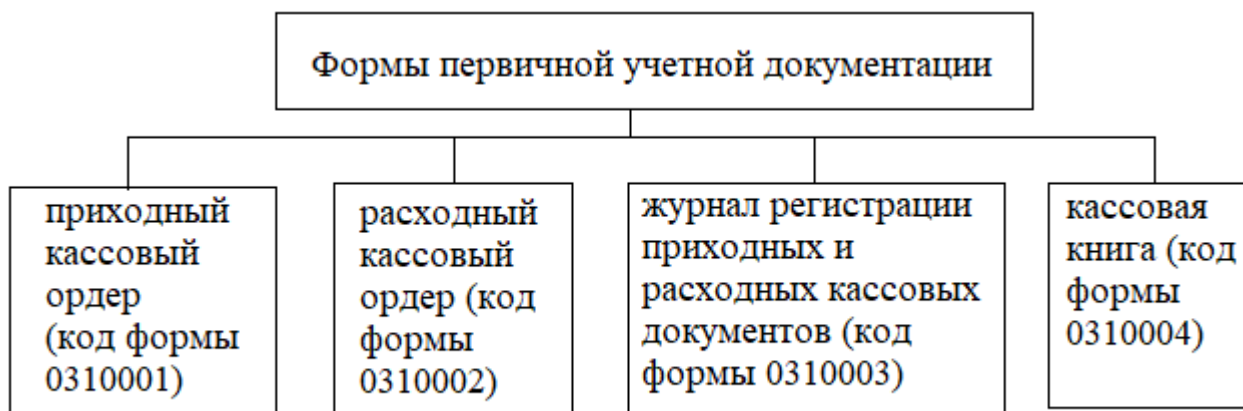 Формы первичной учетной документации
приходный
кассовый
ордер
(код формы
0310001)
расходный
кассовый
ордер (код
формы
0310002)
журнал регистрации
приходных и
расходных кассовых
документов (код
формы 0310003)
кассовая
книга (код
формы
0310004)